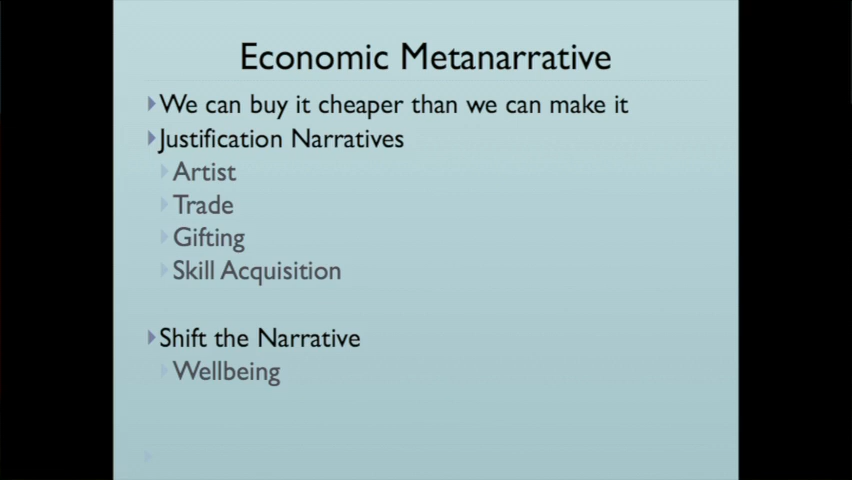 Economic Metanarrative
We can buy it cheaper than we can make it
Justification Narratives
Artist
Trade
Gifting
Skill Acquisition
Shift the Narrative
Wellbeing